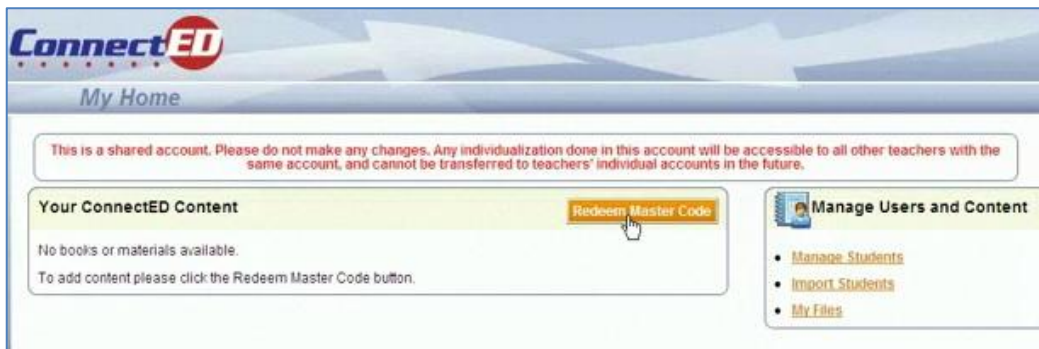 ConnectED
My Home
This is a shared account. Please do not make any changes. Any individualization done in this account will be accessible to all other teachers with the
same account, and cannot be transferred to teachers' individual accounts in the future.
Your ConnectED Content
Redeem Master Code
No books or materials available.
To add content please click the Redeem Master Code button.
Manage Users and Content
Manage Students
Import Students
My Files